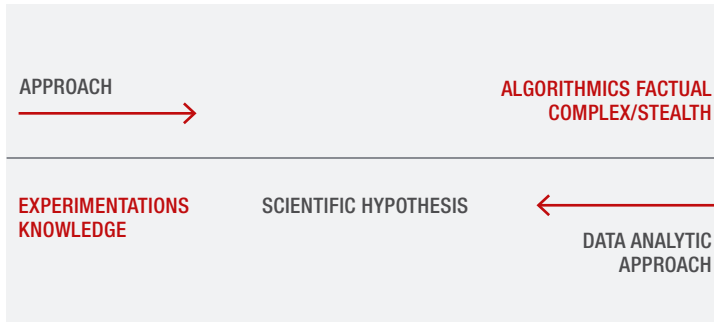 APPROACH
ALGORITHMICS FACTUAL
COMPLEX/STEALTH
EXPERIMENTATIONS
KNOWLEDGE
SCIENTIFIC HYPOTHESIS
DATA ANALYTIC
APPROACH